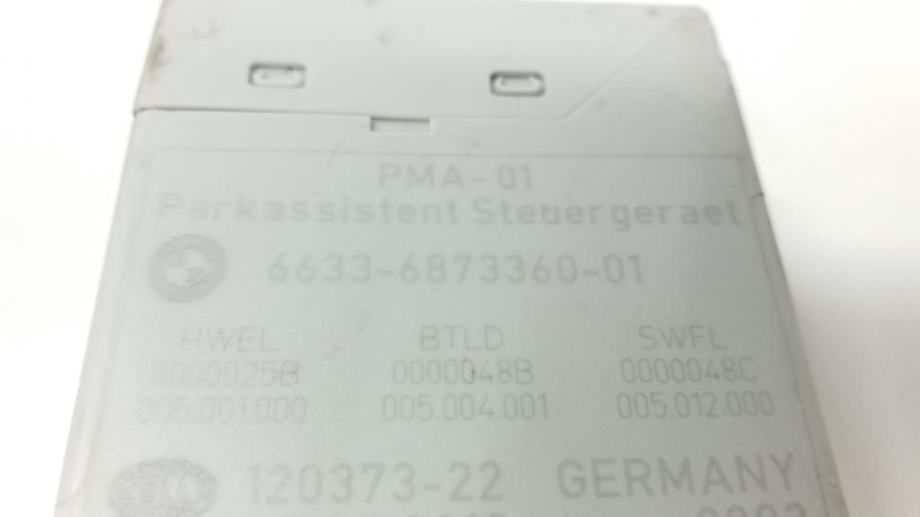 PMA-01
Parkassistent Steuergeraet
6633-6873360-01
HWEL BTLD SWFL
0000025B 0000048B 0000048C
005.001.000 005.004.001 005.012.000
120373-22 GERMANY